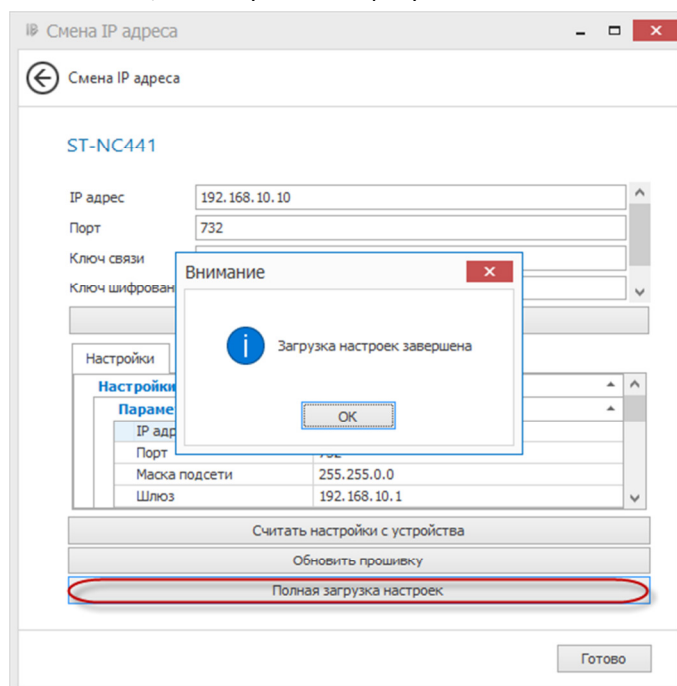 Смена IP адреса
Смена IP адреса
ST-NC441
IP адрес 192.168.10.10
Порт 732
Ключ связи
Ключ шифрован
Внимание
Загрузка настроек завершена
OK
Настройки
Настройки
Параме
IP адр
Порт
Маска подсети 255.255.0.0
Шлюз 192.168.10.1
Считать настройки с устройства
Обновить прошивку
Полная загрузка настроек
Готово